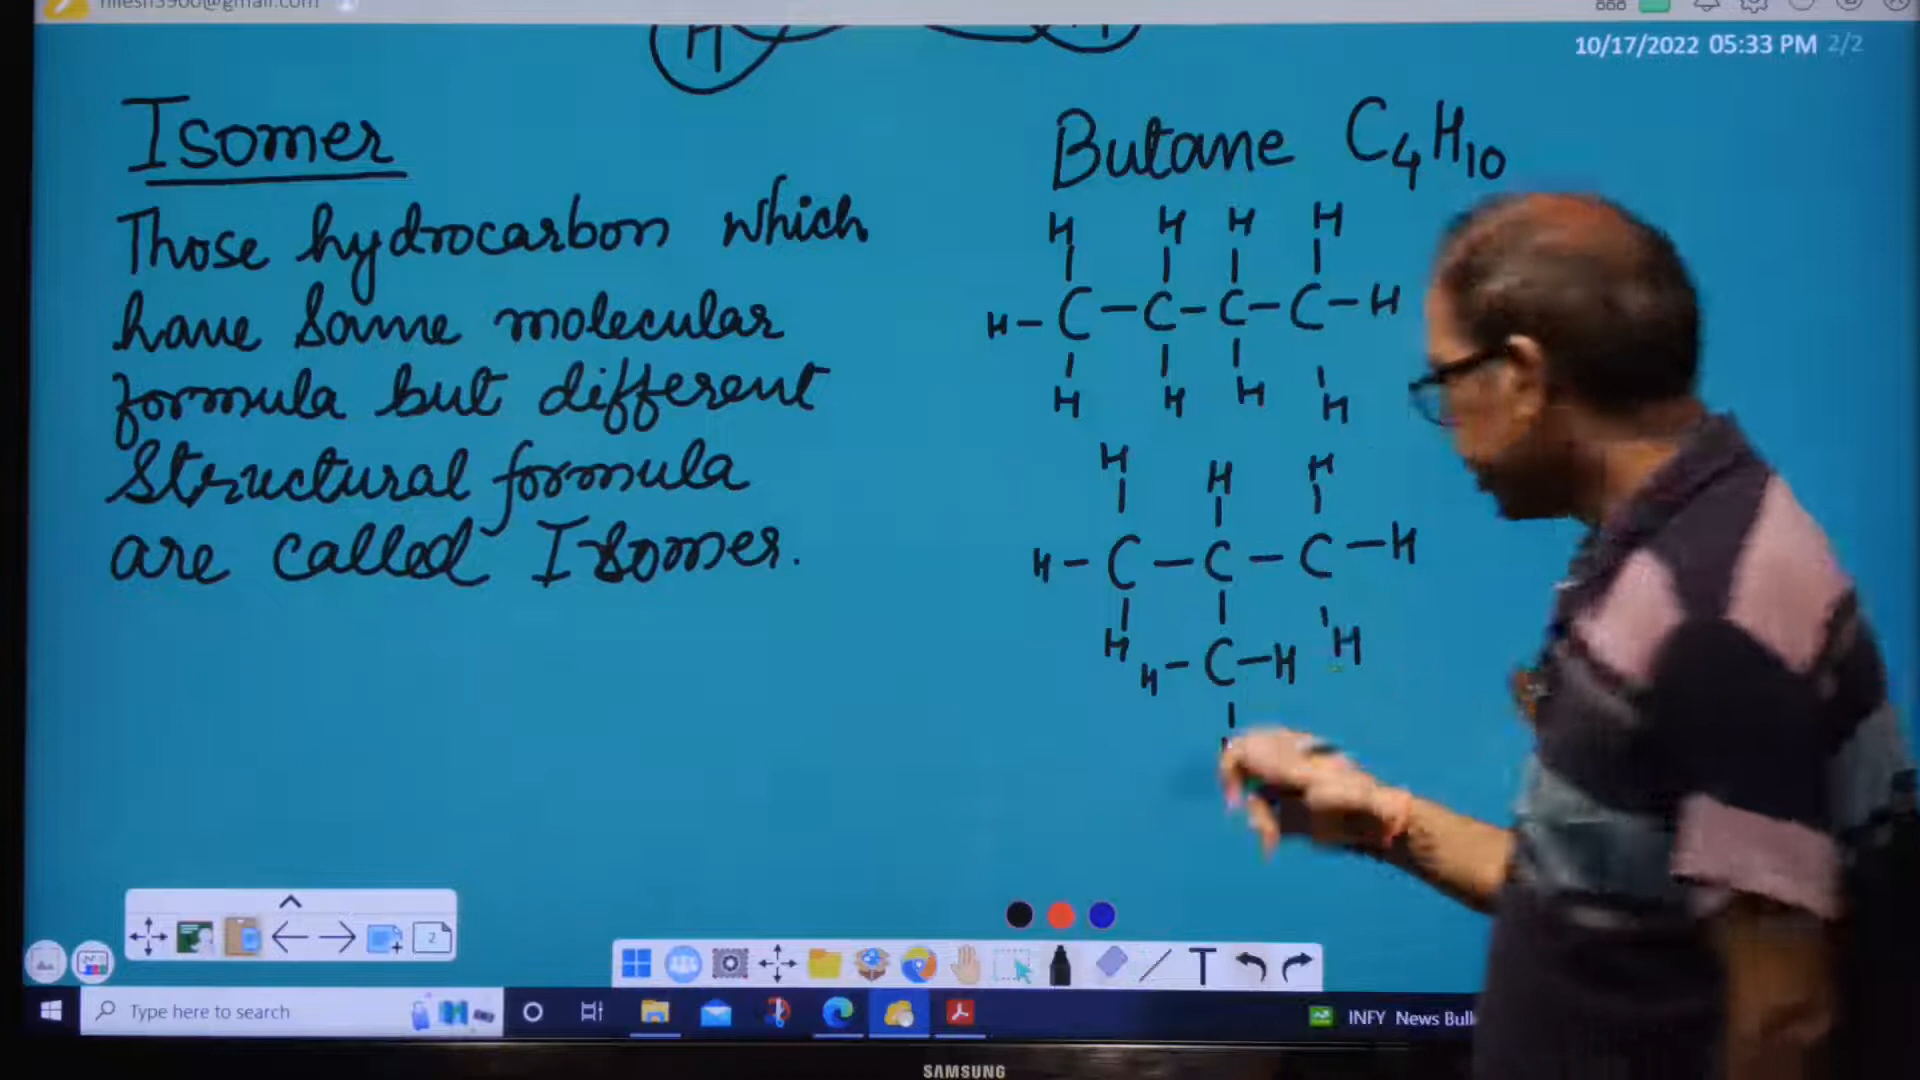 10/17/2022 05:33 PM 2/2
H
Isomer
Those hydrocarbon which
have same molecular
formula but different
Structural formula
are called Isomer.
Butane C4H10
H H H H
H-C-C-C-C-H
H H H H
H H H
H-C-C-C-H
H H
H-C-H
2
T
Type here to search
INFY News Bull
SAMSUNG